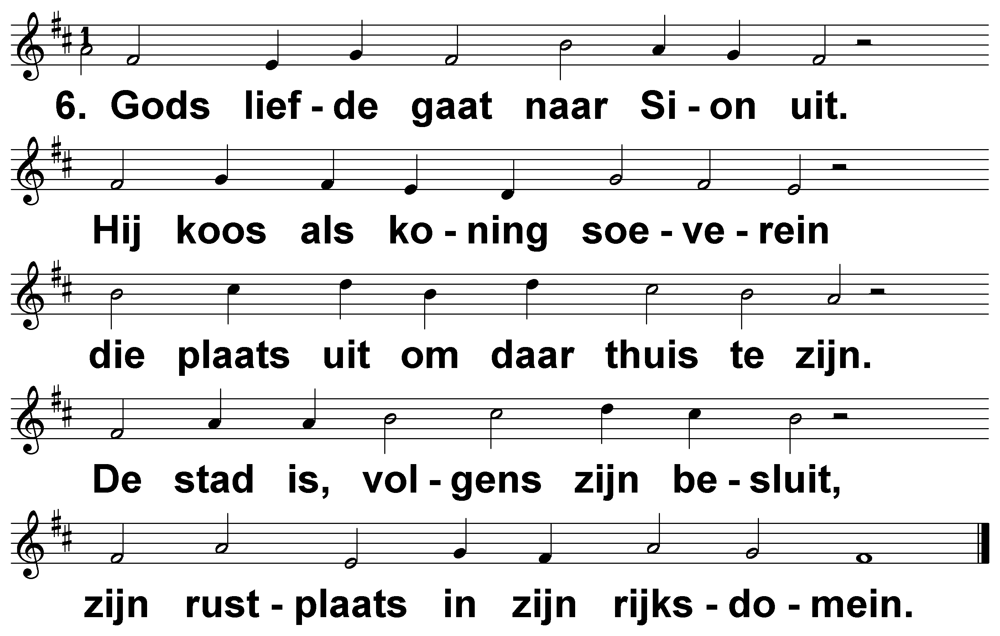 1
6. Gods lief - de gaat naar Si - on uit.
Hij koos als ko - ning soe - ve - rein
die plaats uit om daar thuis te zijn.
De stad is, vol - gens zijn be - sluit,
zijn rust - plaats in zijn rijks - do - mein.